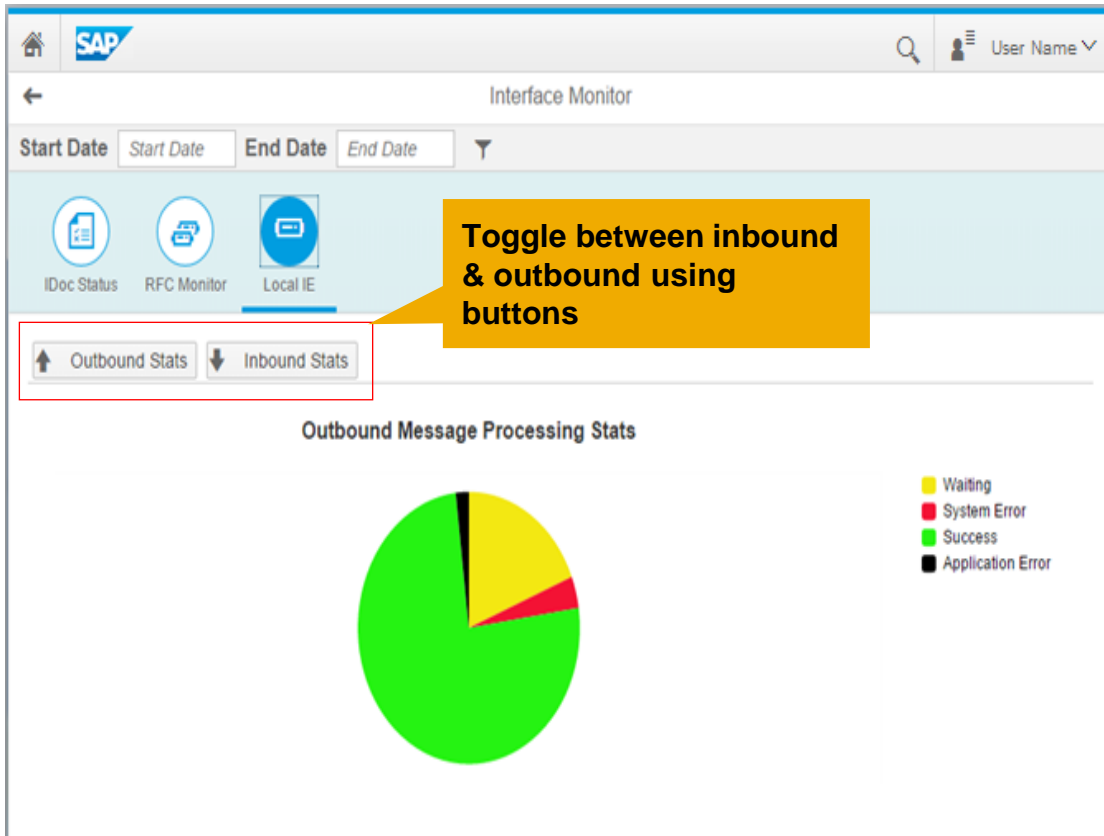 SAP
User Name
Interface Monitor
Start Date Start Date End Date End Date
IDoc Status RFC Monitor Local IE
Toggle between inbound
& outbound using
buttons
Outbound Stats Inbound Stats
Outbound Message Processing Stats
Waiting
System Error
Success
Application Error